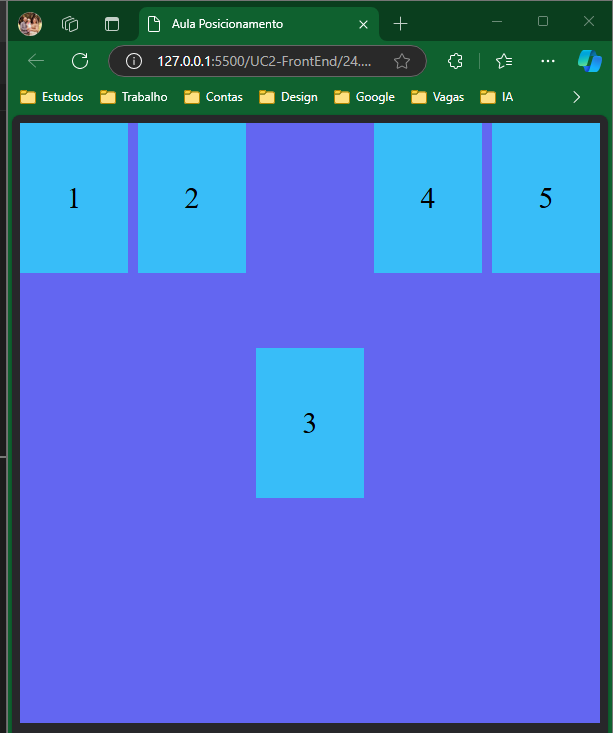 Aula Posicionamento
127.0.0.1:5500/UC2-FrontEnd/24....
Estudos Trabalho Contas Design Google Vagas IA
1 2 4 5
3